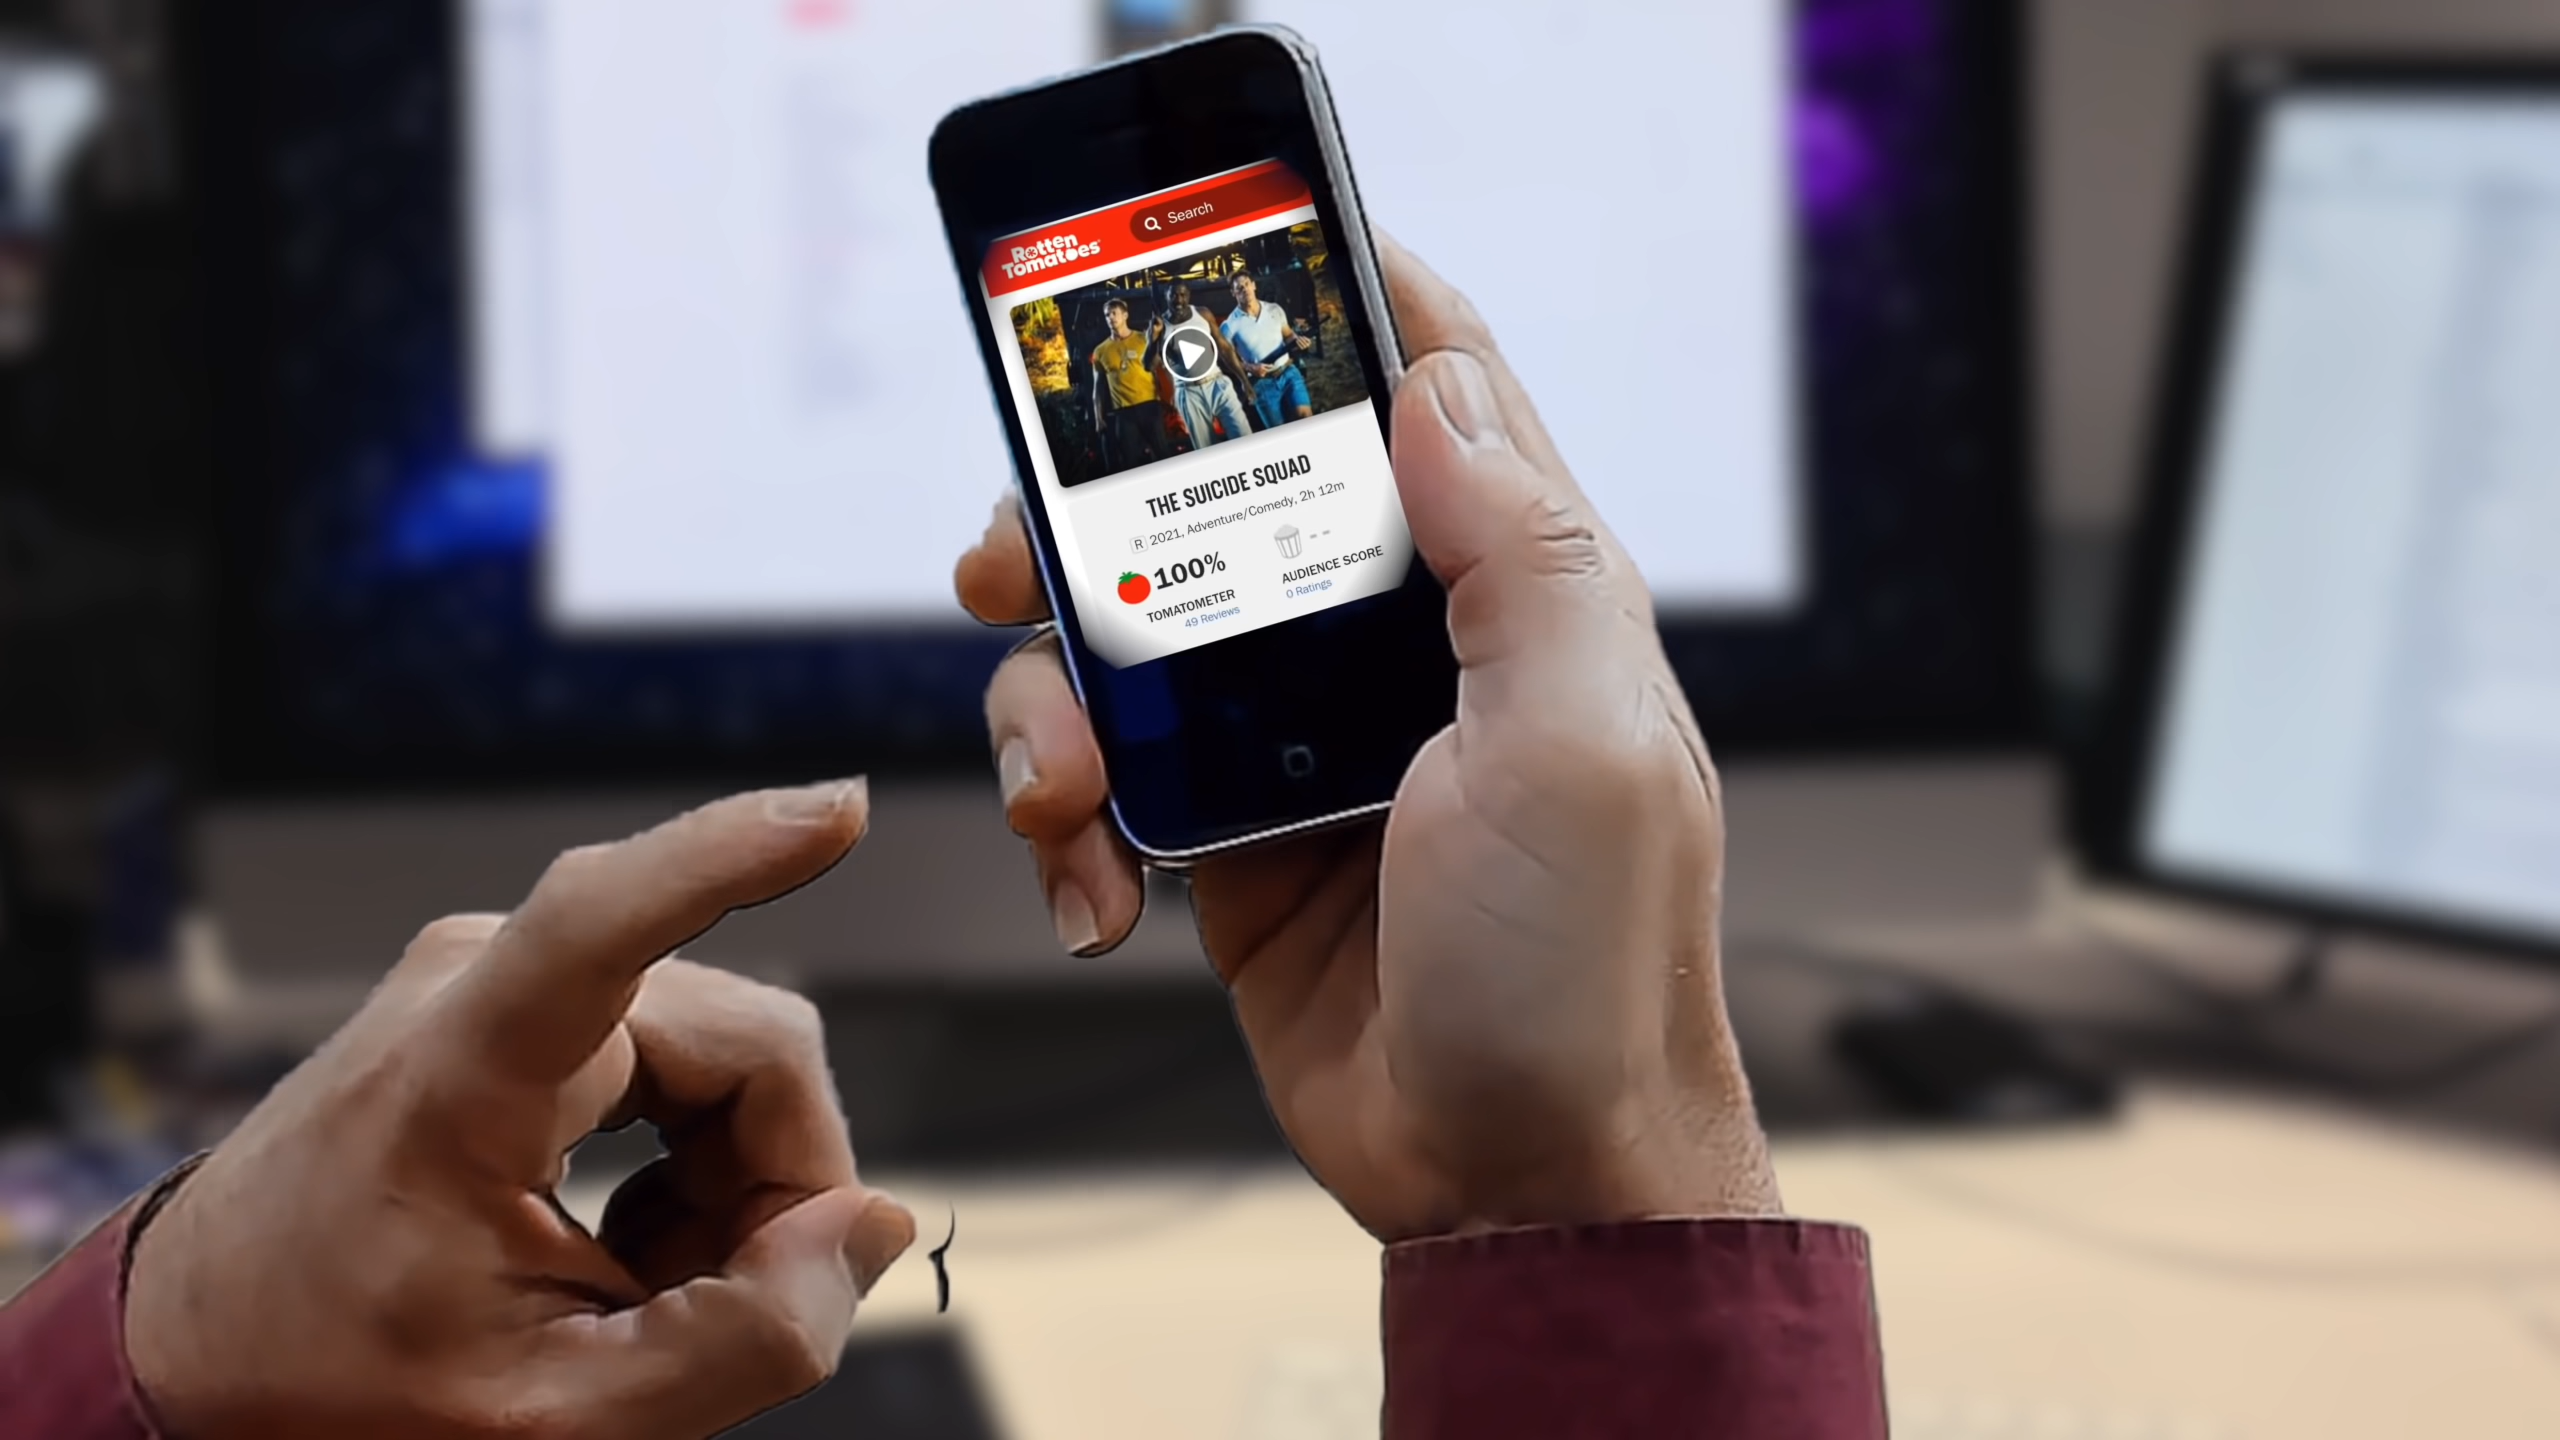 Rotten
Tomatoes
Search
THE SUICIDE SQUAD
R 2021, Adventure/Comedy, 2h 12m
100%
TOMATOMETER
49 Reviews
- -
AUDIENCE SCORE
0 Ratings